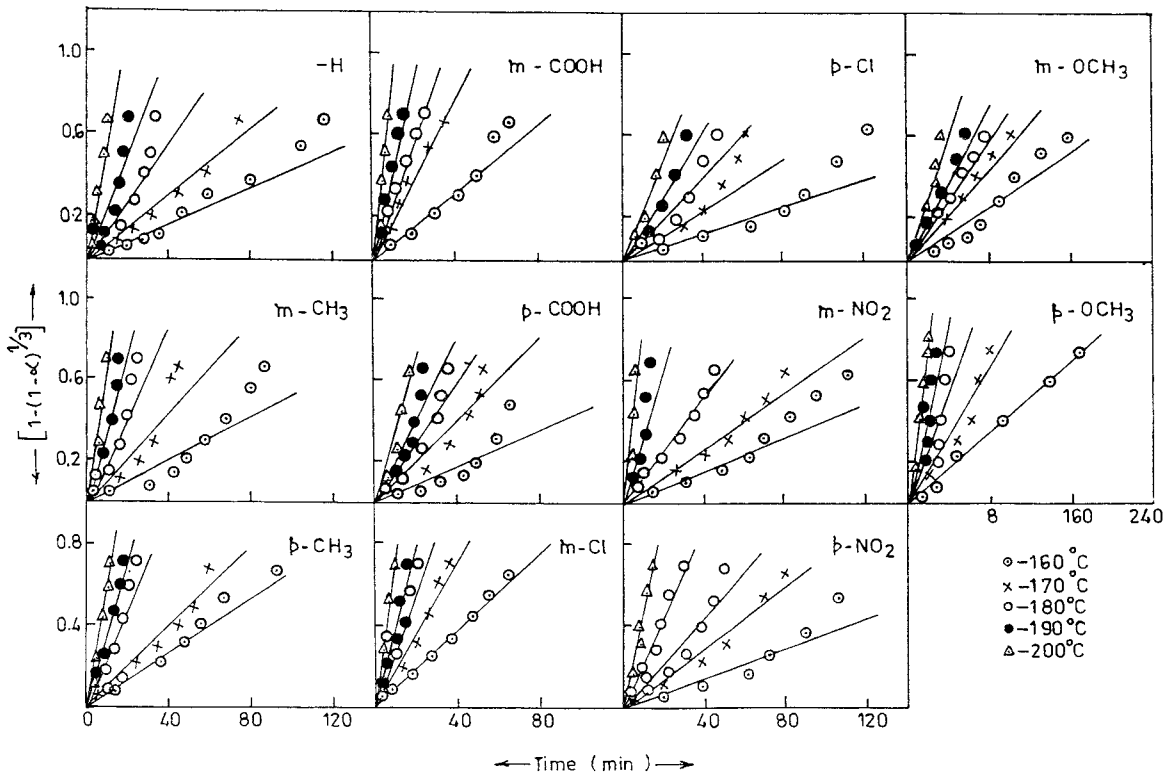 1.0
0.6
0.2
-H
m-COOH
p-Cl
m-OCH3
1.0
0.6
0.2
m-CH3
p-COOH
m-NO2
p-OCH3
0.8
0.4
p-CH3
m-Cl
p-NO2
[1-(1-α)^1/3]
0 40 80 120
0 40 80
0 40 80 120
8 160 240
-160°C
-170°C
-180°C
-190°C
-200°C
Time (min)